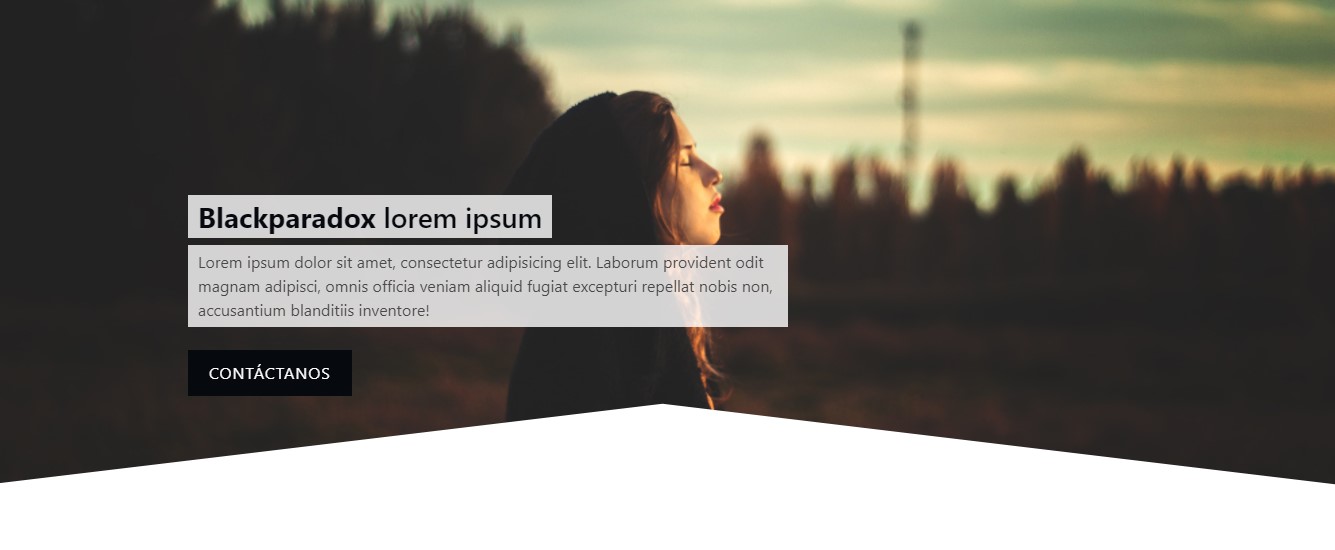 Blackparadox lorem ipsum
Lorem ipsum dolor sit amet, consectetur adipisicing elit. Laborum provident odit
magnam adipisci, omnis officia veniam aliquid fugiat excepturi repellat nobis non,
accusantium blanditiis inventore!
CONTÁCTANOS